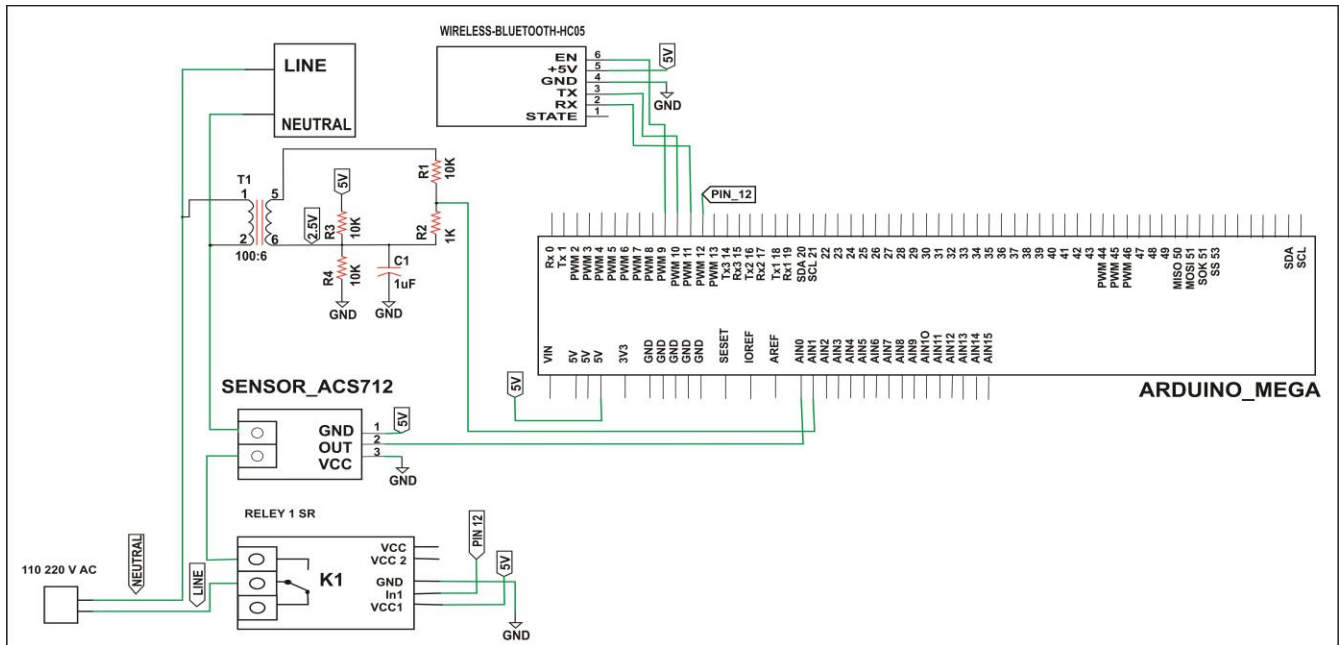 WIRELESS-BLUETOOTH-HC05
EN 6
+5V 5
GND 4
TX 3
RX 2
STATE 1
5V
GND
LINE
NEUTRAL
T1
1 5
2 6
100:6
5V
2.5V
R3 10K
R4 10K
GND
C1
1uF
GND
R1 10K
R2 1K
PIN_12
Rx 0
Tx 1
PWM 2
PWM 3
PWM 4
PWM 5
PWM 6
PWM 7
PWM 8
PWM 9
PWM 10
PWM 11
PWM 12
PWM 13
Tx3 14
Rx3 15
Tx2 16
Rx2 17
Tx1 18
Rx1 19
SDA 20
SCL 21
22
23
24
25
26
27
28
29
30
31
32
33
34
35
36
37
38
39
40
41
42
43
PWM 44
PWM 45
PWM 46
47
48
49
MISO 50
MOSI 51
SOK 51
SS 53
SDA
SCL
VIN
5V
5V
5V
3V3
GND
GND
GND
GND
GND
SESET
IOREF
AREF
AIN0
AIN1
AIN2
AIN3
AIN4
AIN5
AIN6
AIN7
AIN8
AIN9
AIN10
AIN11
AIN12
AIN13
AIN14
AIN15
5V
ARDUINO_MEGA
SENSOR_ACS712
GND 1
OUT 2
VCC 3
5V
GND
RELEY 1 SR
K1
VCC
VCC 2
GND
In1
VCC1
PIN 12
5V
GND
110 220 V AC
NEUTRAL
LINE